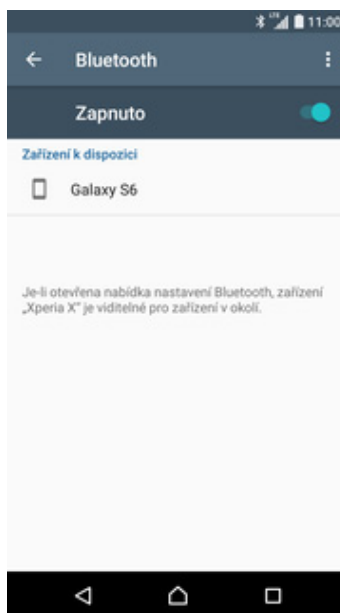 LTE 11:00
Bluetooth
Zapnuto
Zařízení k dispozici
Galaxy S6
Je-li otevřena nabídka nastavení Bluetooth, zařízení
„Xperia X" je viditelné pro zařízení v okolí.